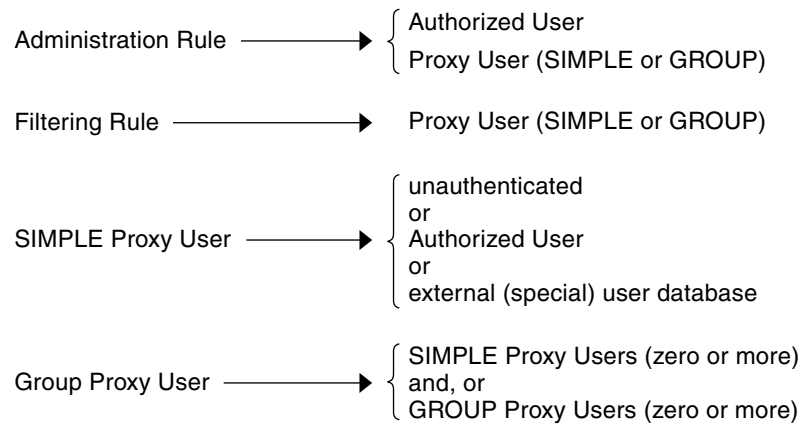 Administration Rule
Authorized User
Proxy User (SIMPLE or GROUP)
Filtering Rule
Proxy User (SIMPLE or GROUP)
SIMPLE Proxy User
unauthenticated
or
Authorized User
or
external (special) user database
Group Proxy User
SIMPLE Proxy Users (zero or more)
and, or
GROUP Proxy Users (zero or more)